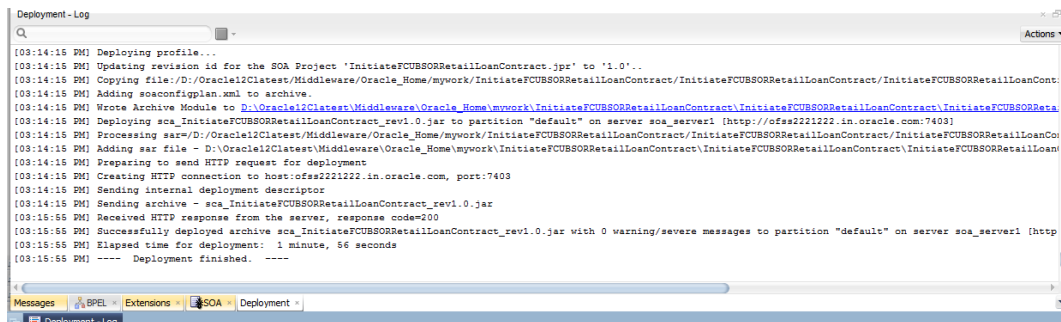 Deployment - Log
Actions
[03:14:15 PM] Deploying profile...
[03:14:15 PM] Updating revision id for the SOA Project 'InitiateFCUBSORRetailLoanContract.jpr' to '1.0'..
[03:14:15 PM] Copying file:/D:/Oracle12Clatest/Middleware/Oracle_Home/mywork/InitiateFCUBSORRetailLoanContract/InitiateFCUBSORRetailLoanContract/InitiateFCUBSORRetailLoanCont
[03:14:15 PM] Adding soaconfigplan.xml to archive.
[03:14:15 PM] Wrote Archive Module to D:\Oracle12Clatest\Middleware\Oracle_Home\mywork\InitiateFCUBSORRetailLoanContract\InitiateFCUBSORRetailLoanContract\InitiateFCUBSORReta
[03:14:15 PM] Deploying sca_InitiateFCUBSORRetailLoanContract_rev1.0.jar to partition "default" on server soa_server1 [http://ofss2221222.in.oracle.com:7403]
[03:14:15 PM] Processing sar=/D:/Oracle12Clatest/Middleware/Oracle_Home/mywork/InitiateFCUBSORRetailLoanContract/InitiateFCUBSORRetailLoanContract/InitiateFCUBSORRetailLoanCo
[03:14:15 PM] Adding sar file - D:\Oracle12Clatest\Middleware\Oracle_Home\mywork\InitiateFCUBSORRetailLoanContract\InitiateFCUBSORRetailLoanContract\InitiateFCUBSORRetailLoan
[03:14:15 PM] Preparing to send HTTP request for deployment
[03:14:15 PM] Creating HTTP connection to host:ofss2221222.in.oracle.com, port:7403
[03:14:15 PM] Sending internal deployment descriptor
[03:14:15 PM] Sending archive - sca_InitiateFCUBSORRetailLoanContract_rev1.0.jar
[03:15:55 PM] Received HTTP response from the server, response code=200
[03:15:55 PM] Successfully deployed archive sca_InitiateFCUBSORRetailLoanContract_rev1.0.jar with 0 warning/severe messages to partition "default" on server soa_server1 [http
[03:15:55 PM] Elapsed time for deployment:  1 minute, 56 seconds
[03:15:55 PM] ----  Deployment finished.  ----
Messages BPEL Extensions SOA Deployment
Deployment - Log